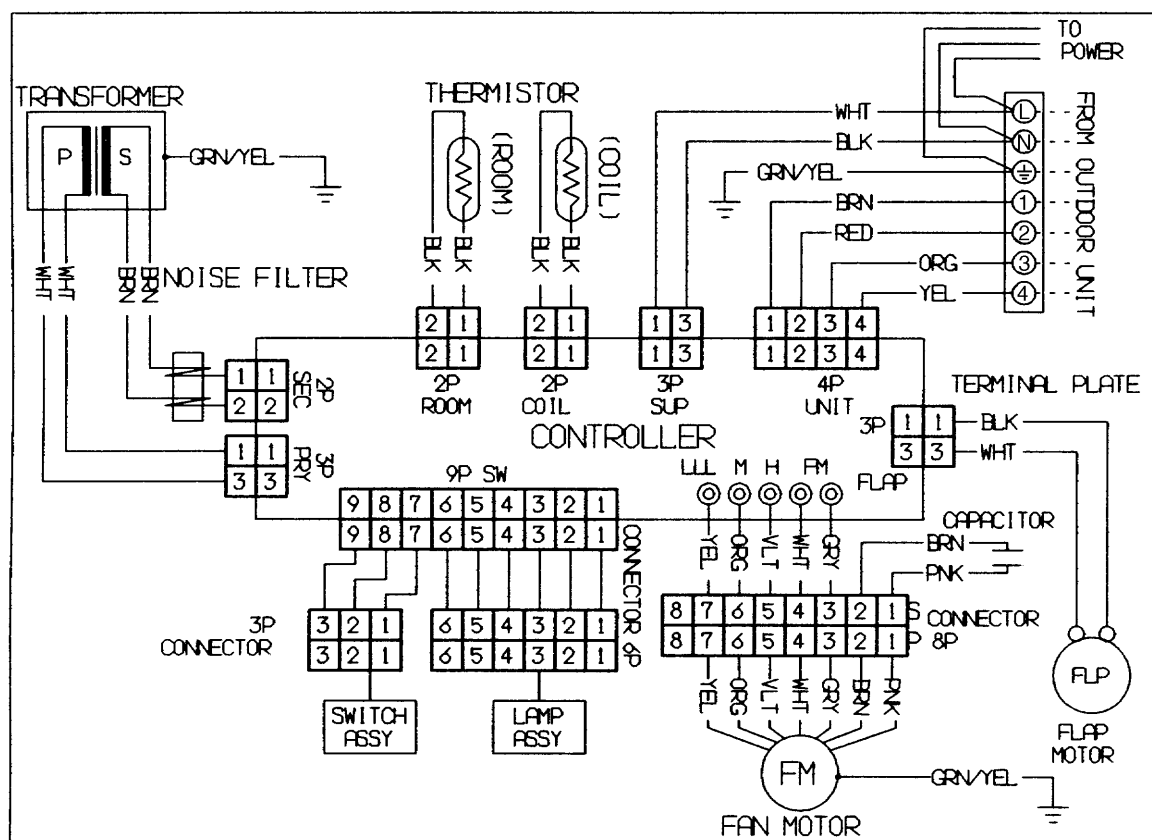 TO
POWER
TRANSFORMER
P S
GRN/YEL
THERMISTOR
(ROOM)
(COIL)
BLK
BLK
BLK
BLK
WHT
BLK
GRN/YEL
BRN
RED
ORG
YEL
L
N
1
2
3
4
FROM OUTDOOR UNIT
WHT
WHT
BRN
BRN
NOISE FILTER
2 1
2 1
2P
ROOM
2 1
2 1
2P
COIL
1 3
1 3
3P
SUP
1 2 3 4
1 2 3 4
4P
UNIT
1 1
2 2
2P
SEC
1 1
3 3
3P
PRY
CONTROLLER
TERMINAL PLATE
3P
1 1
3 3
FLAP
BLK
WHT
9P SW
9 8 7 6 5 4 3 2 1
9 8 7 6 5 4 3 2 1
LLL M H FM
YEL
ORG
VLT
WHT
GRY
CAPACITOR
BRN
PNK
3P
CONNECTOR
3 2 1
3 2 1
6 5 4 3 2 1
6 5 4 3 2 1
CONNECTOR 6P
8 7 6 5 4 3 2 1
8 7 6 5 4 3 2 1
S
P
CONNECTOR
8P
SWITCH
ASSY
LAMP
ASSY
YEL
ORG
VLT
WHT
GRY
BRN
PNK
FLP
FLAP
MOTOR
FM
GRN/YEL
FAN MOTOR